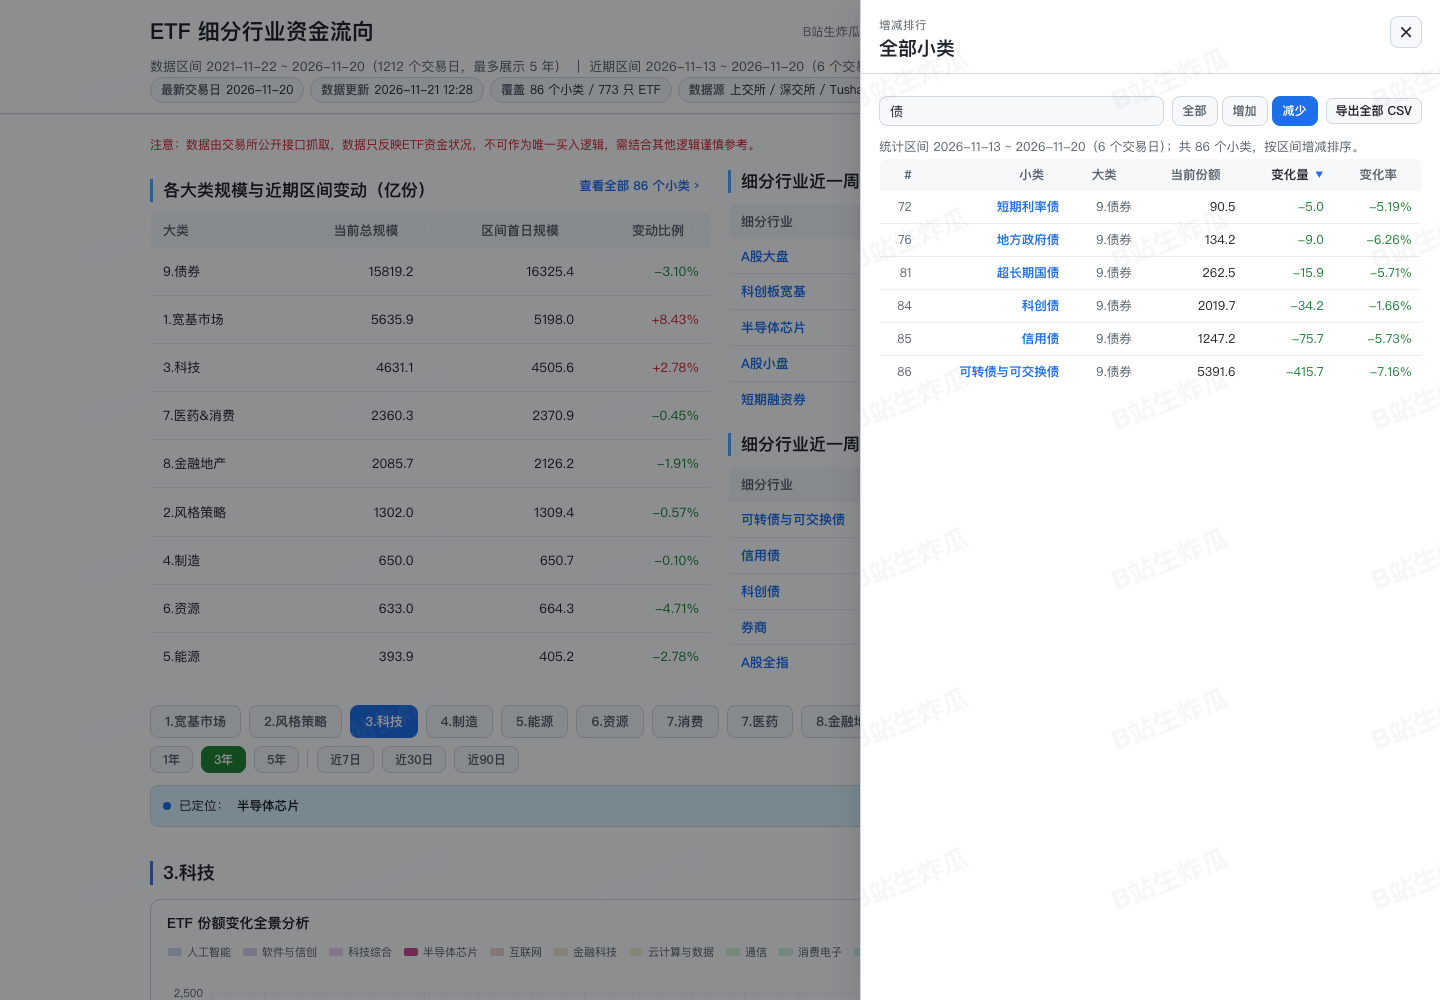 ETF 细分行业资金流向
B站生炸瓜
数据区间 2021-11-22 ~ 2026-11-20（1212 个交易日，最多展示 5 年） | 近期区间 2026-11-13 ~ 2026-11-20（6 个交易
最新交易日 2026-11-20
数据更新 2026-11-21 12:28
覆盖 86 个小类 / 773 只 ETF
数据源 上交所 / 深交所 / Tusha
注意：数据由交易所公开接口抓取，数据只反映ETF资金状况，不可作为唯一买入逻辑，需结合其他逻辑谨慎参考。
各大类规模与近期区间变动（亿份）
查看全部 86 个小类 ›
大类 当前总规模 区间首日规模 变动比例
9.债券 15819.2 16325.4 -3.10%
1.宽基市场 5635.9 5198.0 +8.43%
3.科技 4631.1 4505.6 +2.78%
7.医药&消费 2360.3 2370.9 -0.45%
8.金融地产 2085.7 2126.2 -1.91%
2.风格策略 1302.0 1309.4 -0.57%
4.制造 650.0 650.7 -0.10%
6.资源 633.0 664.3 -4.71%
5.能源 393.9 405.2 -2.78%
细分行业近一周
细分行业
A股大盘
科创板宽基
半导体芯片
A股小盘
短期融资券
细分行业近一周
细分行业
可转债与可交换债
信用债
科创债
券商
A股全指
1.宽基市场 2.风格策略 3.科技 4.制造 5.能源 6.资源 7.消费 7.医药 8.金融地
1年 3年 5年 近7日 近30日 近90日
已定位： 半导体芯片
3.科技
ETF 份额变化全景分析
人工智能 软件与信创 科技综合 半导体芯片 互联网 金融科技 云计算与数据 通信 消费电子
2,500
增减排行
全部小类
×
债
全部 增加 减少 导出全部 CSV
统计区间 2026-11-13 ~ 2026-11-20（6 个交易日）；共 86 个小类，按区间增减排序。
# 小类 大类 当前份额 变化量 ▼ 变化率
72 短期利率债 9.债券 90.5 -5.0 -5.19%
76 地方政府债 9.债券 134.2 -9.0 -6.26%
81 超长期国债 9.债券 262.5 -15.9 -5.71%
84 科创债 9.债券 2019.7 -34.2 -1.66%
85 信用债 9.债券 1247.2 -75.7 -5.73%
86 可转债与可交换债 9.债券 5391.6 -415.7 -7.16%
B站生炸瓜